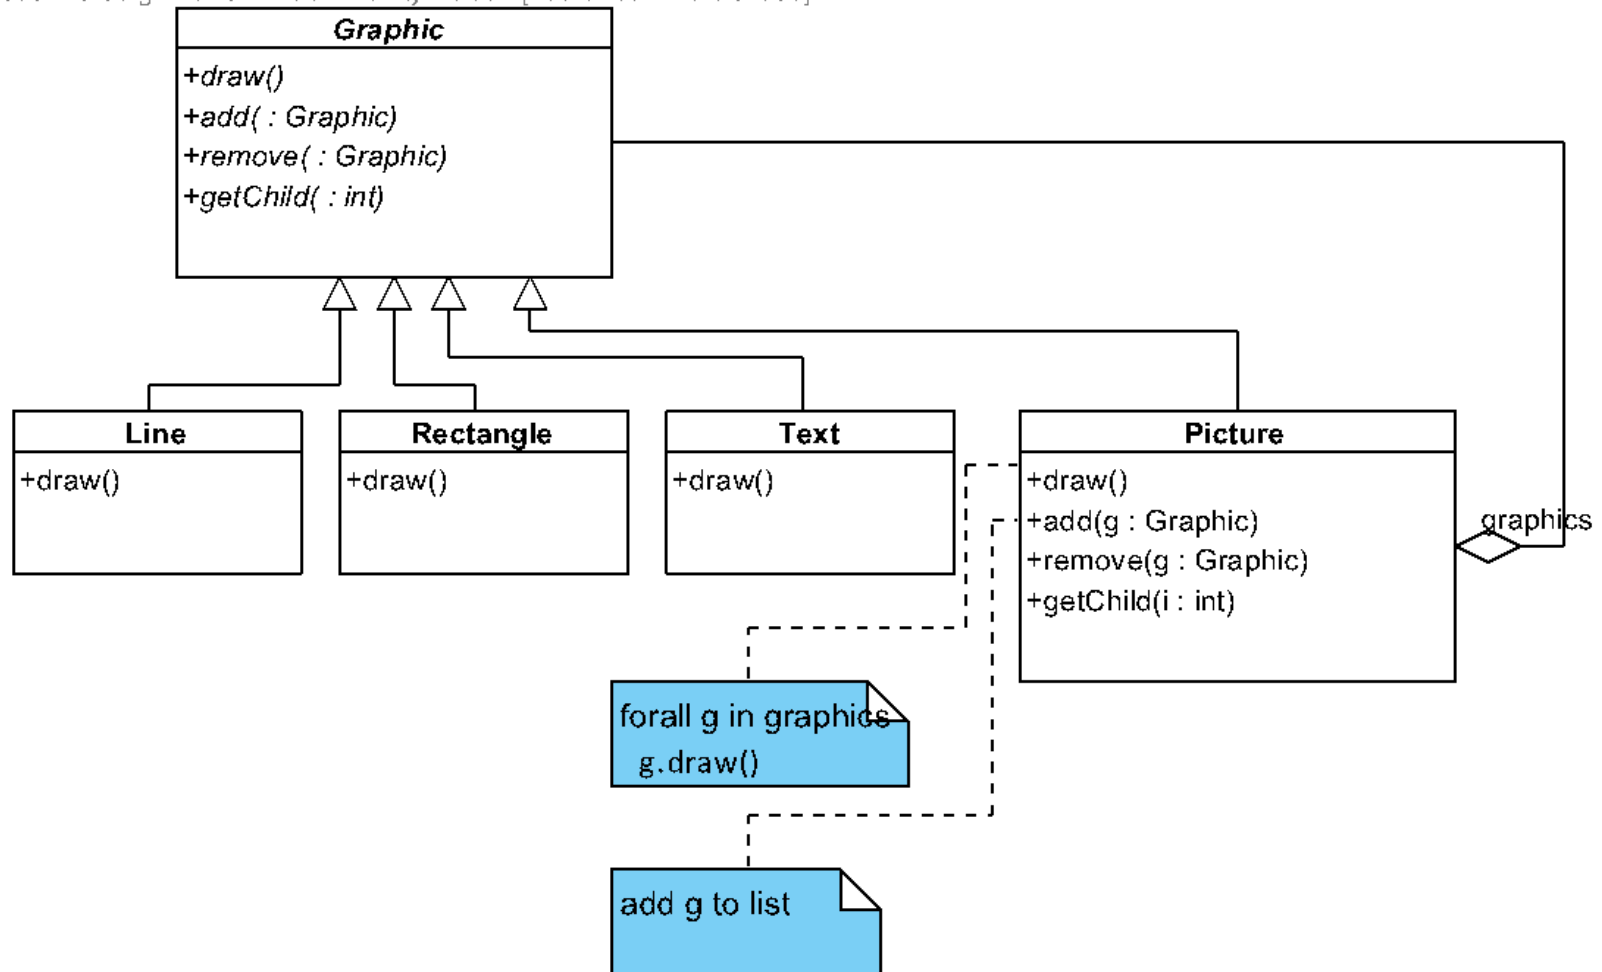 Graphic
+draw()
+add( : Graphic)
+remove( : Graphic)
+getChild( : int)
Line
+draw()
Rectangle
+draw()
Text
+draw()
Picture
+draw()
+add(g : Graphic)
+remove(g : Graphic)
+getChild(i : int)
graphics
forall g in graphics
g.draw()
add g to list